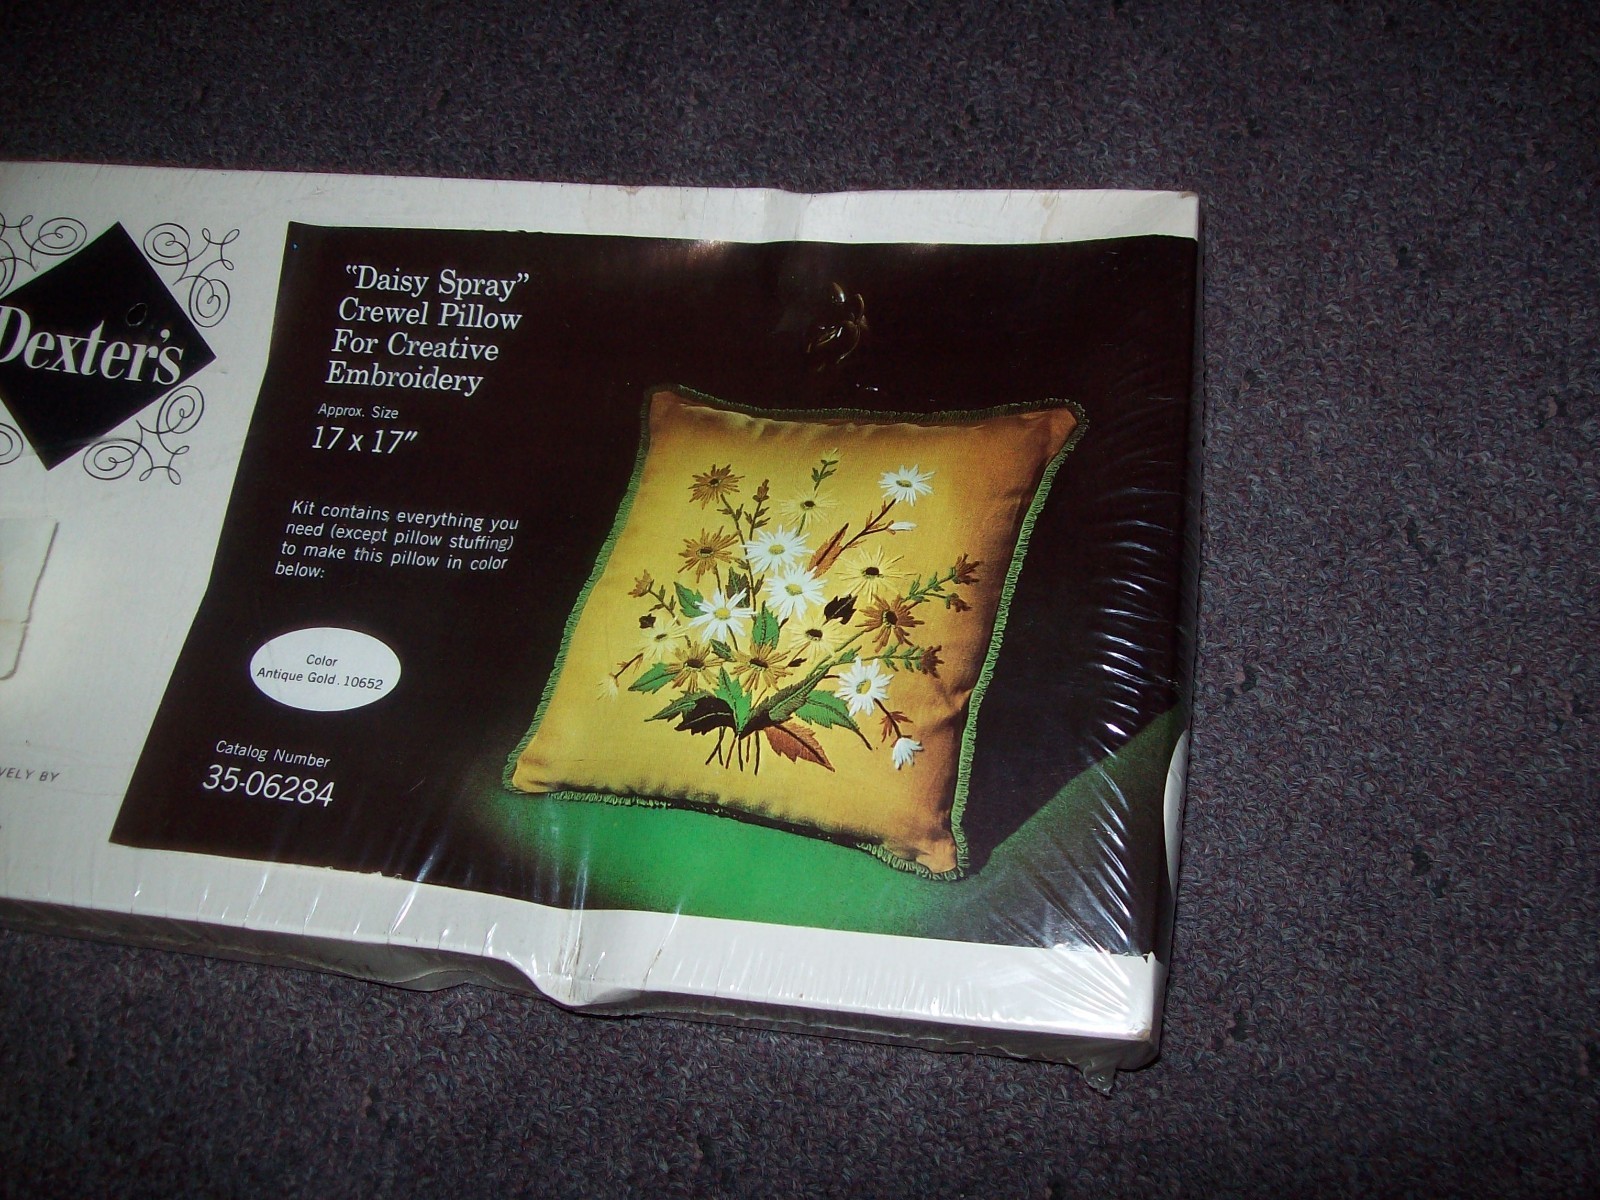 Dexter's
"Daisy Spray"
Crewel Pillow
For Creative
Embroidery
Approx. Size
17 x 17"
Kit contains everything you
need (except pillow stuffing)
to make this pillow in color
below:
Color
Antique Gold . 10652
Catalog Number
35-06284
BY